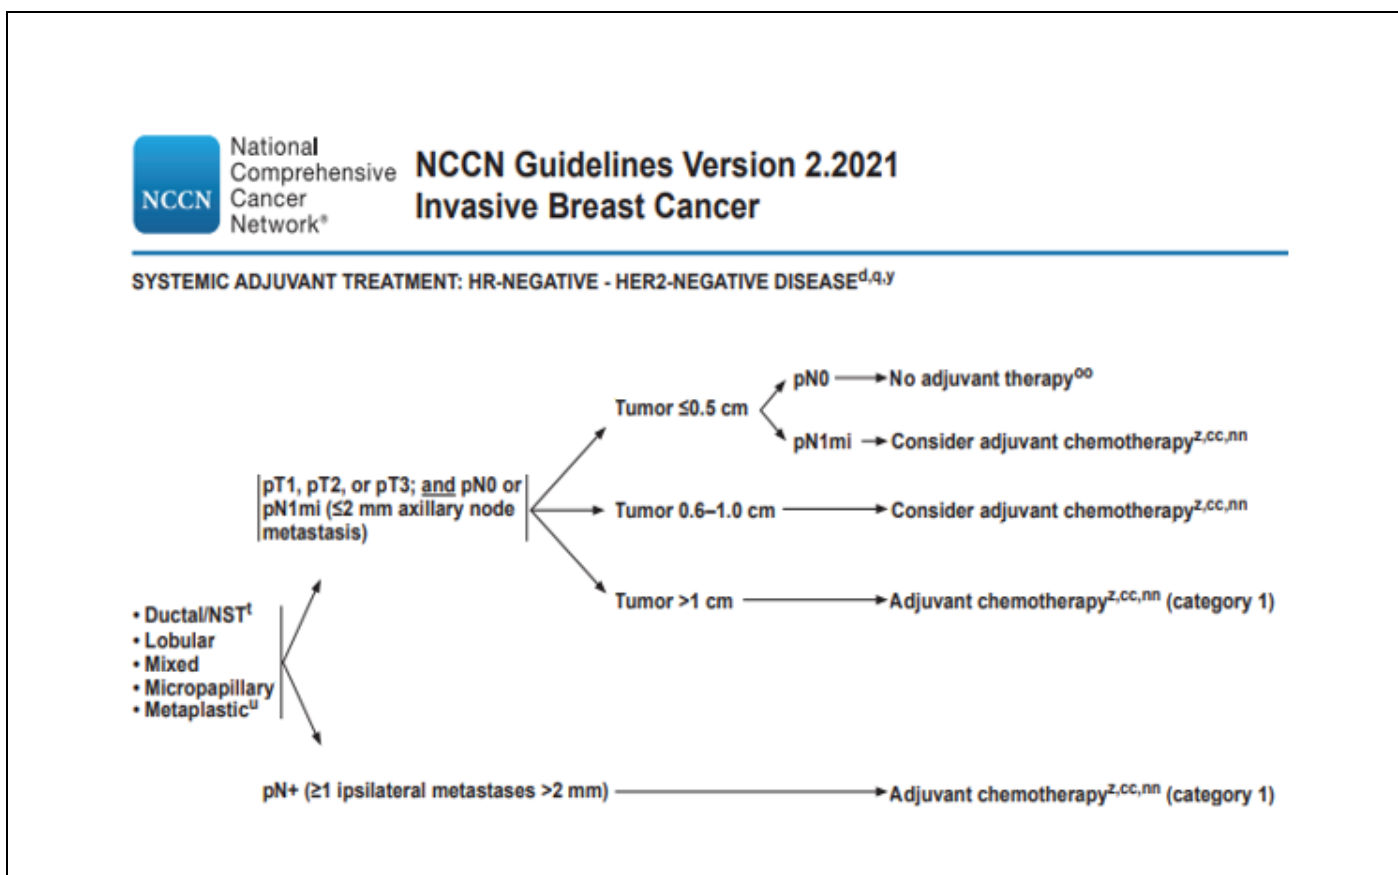 NCCN
National
Comprehensive
Cancer
Network®
NCCN Guidelines Version 2.2021
Invasive Breast Cancer
SYSTEMIC ADJUVANT TREATMENT: HR-NEGATIVE - HER2-NEGATIVE DISEASEd,q,y
pN0
No adjuvant therapyoo
Tumor ≤0.5 cm
pN1mi
Consider adjuvant chemotherapyz,cc,nn
pT1, pT2, or pT3; and pN0 or
pN1mi (≤2 mm axillary node
metastasis)
Tumor 0.6–1.0 cm
Consider adjuvant chemotherapyz,cc,nn
Tumor >1 cm
Adjuvant chemotherapyz,cc,nn (category 1)
• Ductal/NSTt
• Lobular
• Mixed
• Micropapillary
• Metaplasticu
pN+ (≥1 ipsilateral metastases >2 mm)
Adjuvant chemotherapyz,cc,nn (category 1)